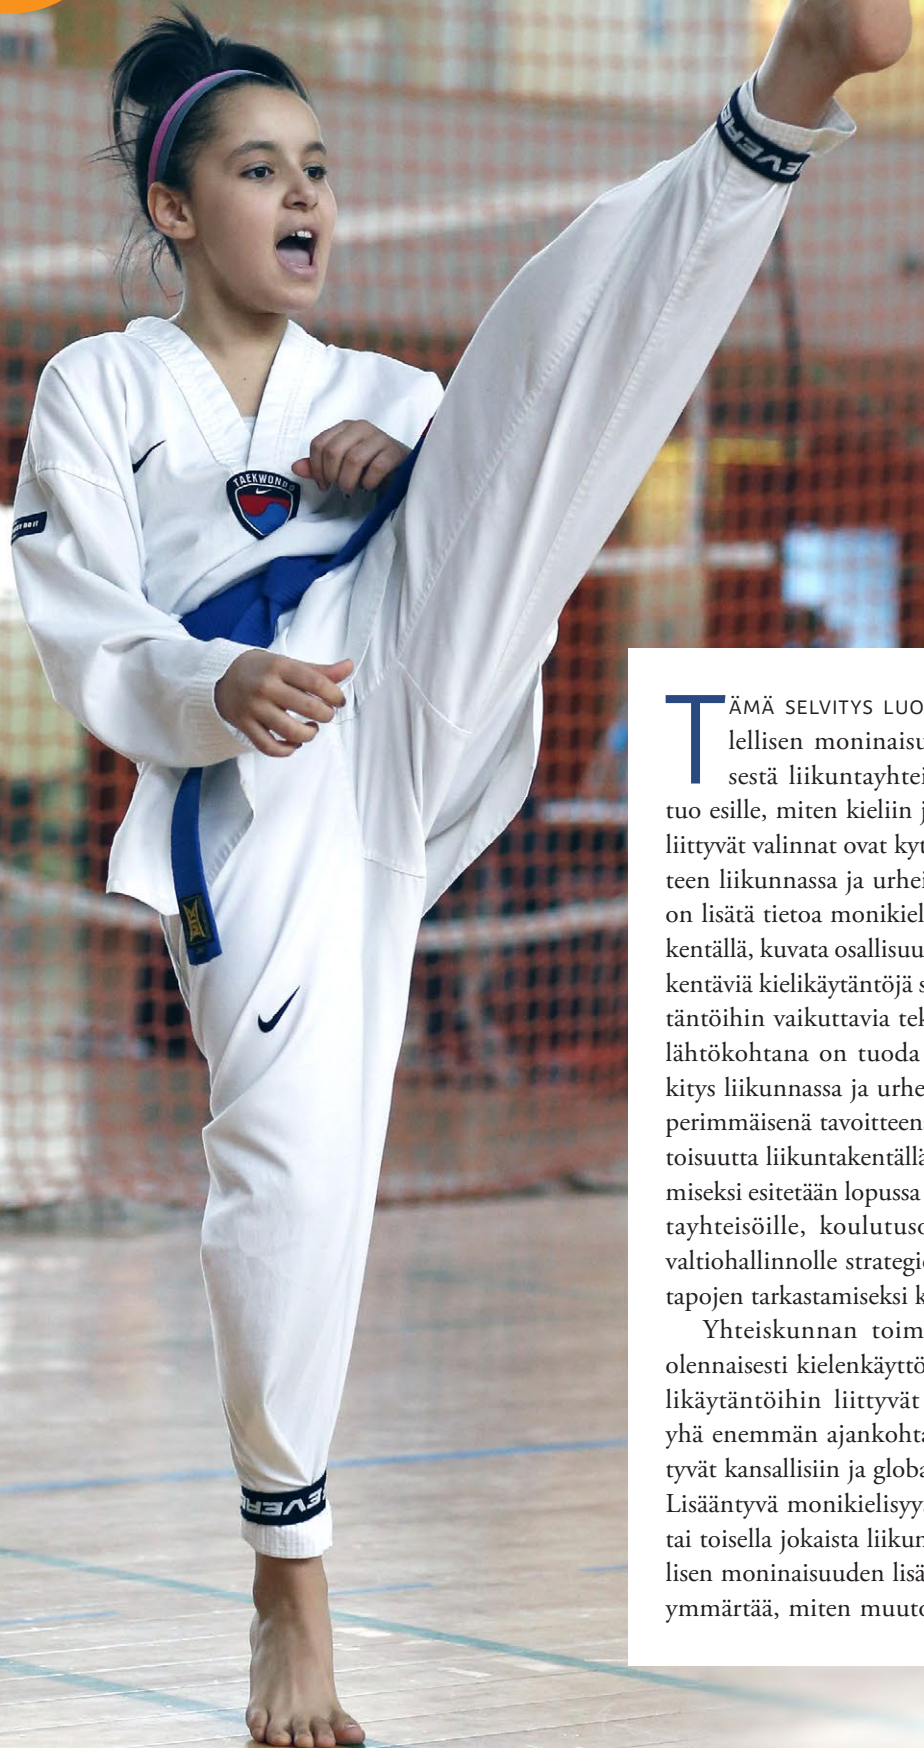 EVERE
TAEKWONDO
ST DO IT
TÄMÄ SELVITYS LUO
lellisen moninaisu
sestä liikuntayhtei
tuo esille, miten kieliin j
liittyvät valinnat ovat kyt
teen liikunnassa ja urhei
on lisätä tietoa monikiel
kentällä, kuvata osallisuu
kentäviä kielikäytäntöjä s
täntöihin vaikuttavia tek
lähtökohtana on tuoda
kitys liikunnassa ja urhe
perimmäisenä tavoitteen
toisuutta liikuntakentällä
miseksi esitetään lopussa
tayhteisöille, koulutuso
valtiohallinnolle strategi
tapojen tarkastamiseksi k
Yhteiskunnan toim
olennaisesti kielenkäyttö
likäytäntöihin liittyvät
yhä enemmän ajankohta
tyvät kansallisiin ja globa
Lisääntyvä monikielisyy
tai toisella jokaista liikun
lisen moninaisuuden lisä
ymmärtää, miten muuto
EVERE